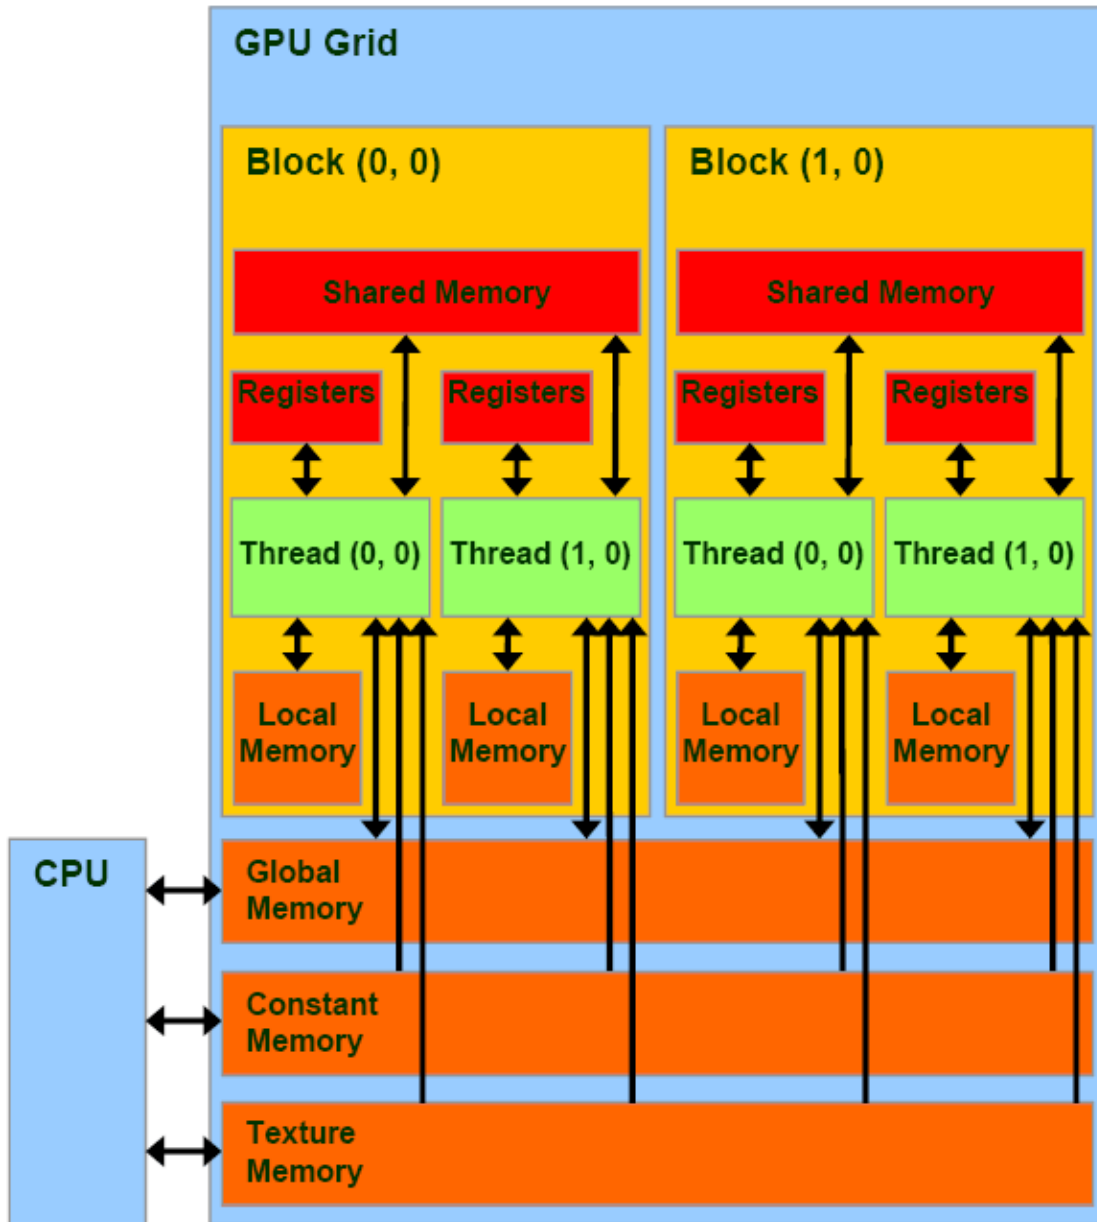 GPU Grid
Block (0, 0)
Block (1, 0)
Shared Memory
Shared Memory
Registers
Registers
Registers
Registers
Thread (0, 0)
Thread (1, 0)
Thread (0, 0)
Thread (1, 0)
Local
Memory
Local
Memory
Local
Memory
Local
Memory
CPU
Global
Memory
Constant
Memory
Texture
Memory